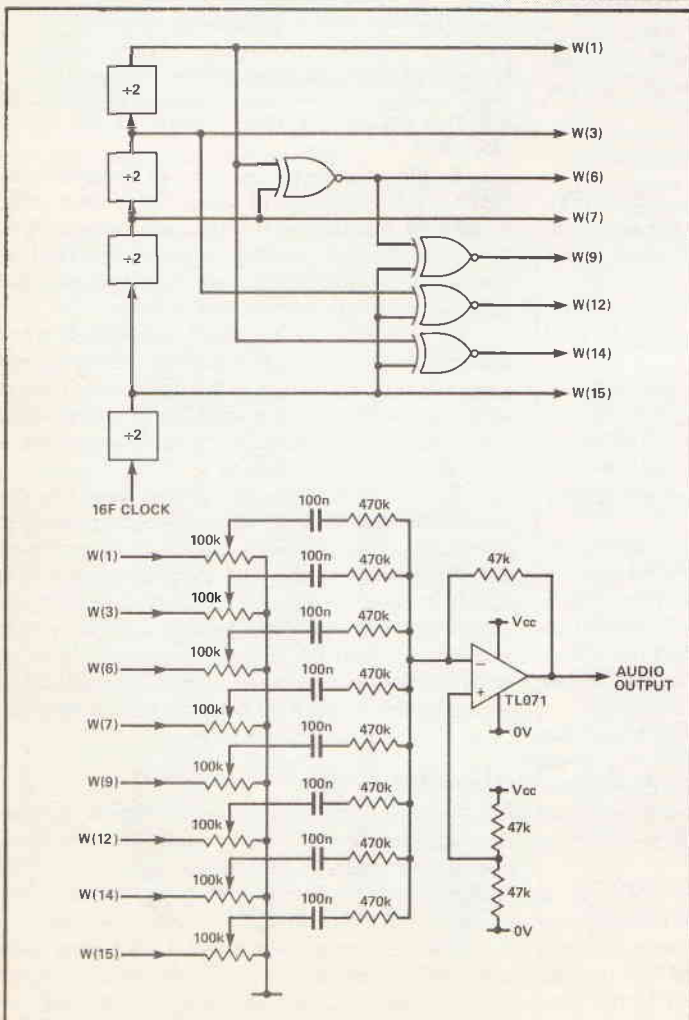 W(1)
÷2
W(3)
÷2
W(6)
W(7)
÷2
W(9)
W(12)
W(14)
W(15)
÷2
16F CLOCK
100n
470k
W(1)
100k
47k
100n
470k
W(3)
100k
Vcc
100n
470k
W(6)
100k
−
AUDIO
OUTPUT
+
TL071
100n
470k
W(7)
100k
0V
100n
470k
W(9)
100k
Vcc
100n
470k
47k
W(12)
100k
100n
470k
47k
W(14)
100k
0V
100n
470k
W(15)
100k